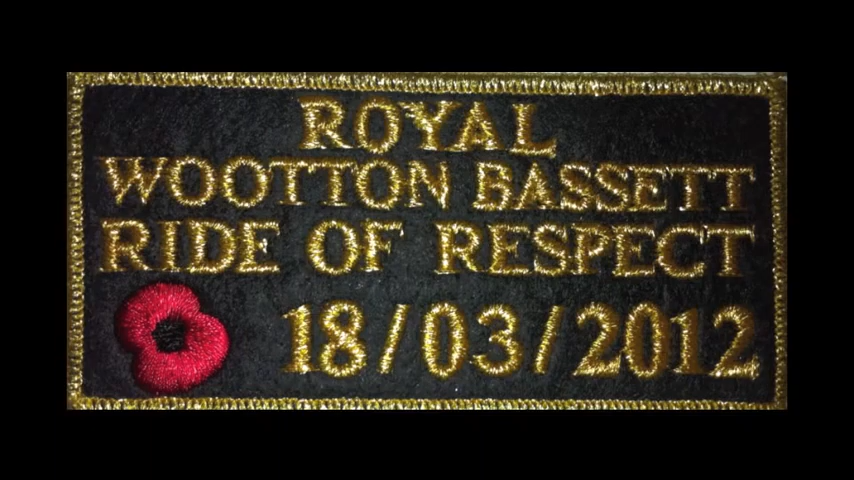 ROYAL
WOOTTON BASSETT
RIDE OF RESPECT
18/03/2012